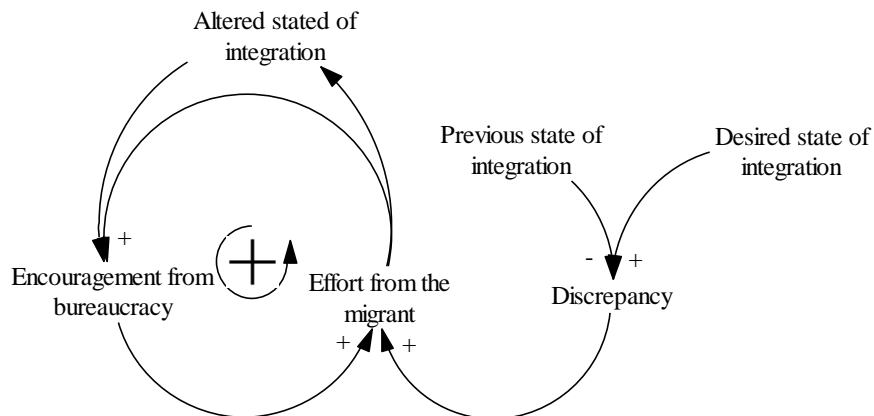 Altered stated of
integration
Previous state of
integration
Desired state of
integration
+
- +
Encouragement from
bureaucracy
+
Effort from the
migrant
Discrepancy
+ +